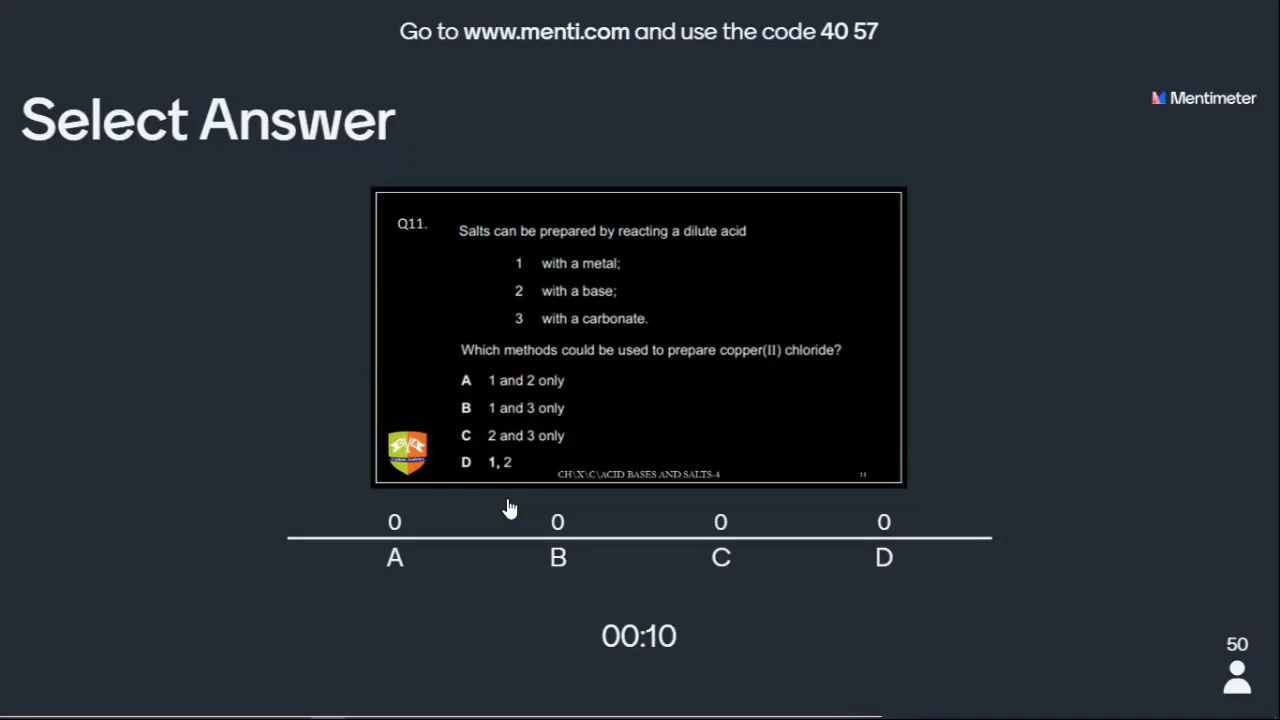 Go to www.menti.com and use the code 40 57
Select Answer
Mentimeter
Q11.
Salts can be prepared by reacting a dilute acid
1 with a metal;
2 with a base;
3 with a carbonate.
Which methods could be used to prepare copper(II) chloride?
A 1 and 2 only
B 1 and 3 only
C 2 and 3 only
D 1, 2
CH\X\C\ACID BASES AND SALTS-4
11
0 0 0 0
A B C D
00:10
50